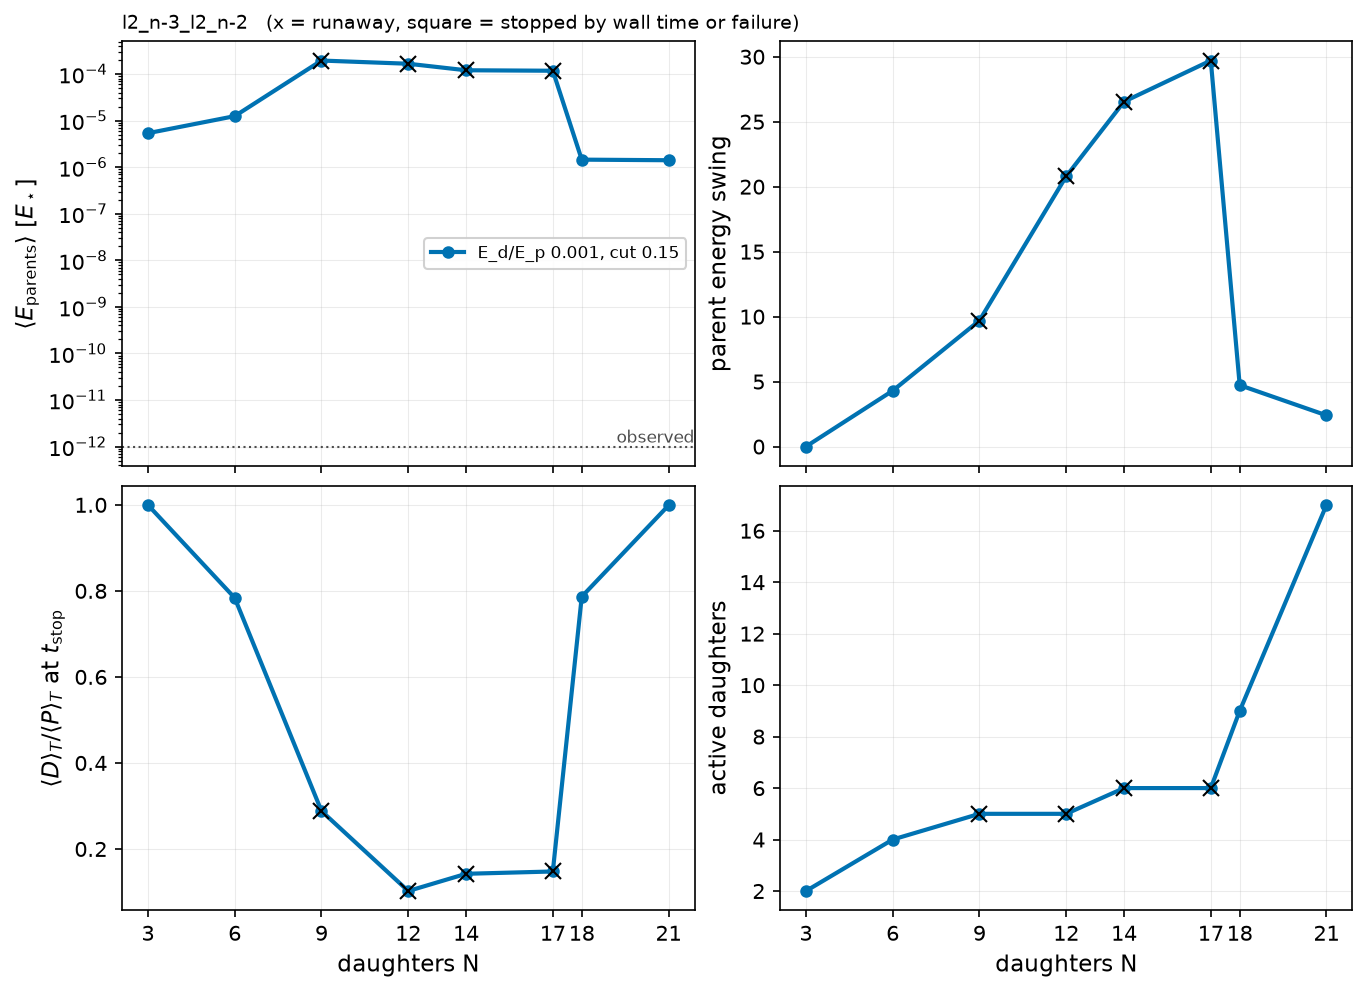 l2_n-3_l2_n-2   (x = runaway, square = stopped by wall time or failure)
⟨E_parents⟩ [E⋆]
10⁻⁴
10⁻⁵
10⁻⁶
10⁻⁷
10⁻⁸
10⁻⁹
10⁻¹⁰
10⁻¹¹
10⁻¹²
E_d/E_p 0.001, cut 0.15
observed
parent energy swing
30
25
20
15
10
5
0
⟨D⟩_T/⟨P⟩_T at t_stop
1.0
0.8
0.6
0.4
0.2
3 6 9 12 14 17 18 21
daughters N
active daughters
16
14
12
10
8
6
4
2
3 6 9 12 14 17 18 21
daughters N